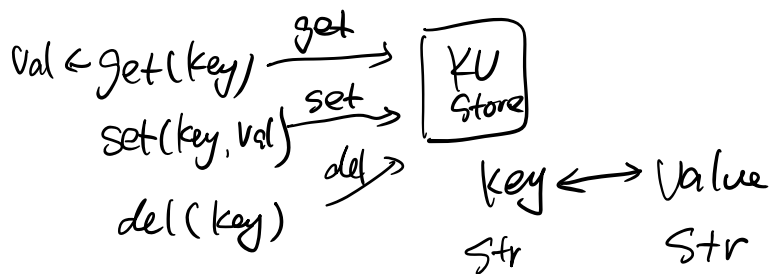 get
val ← get(key)
KV
store
set
set(key, val)
del
del(key)
key ↔ value
str str